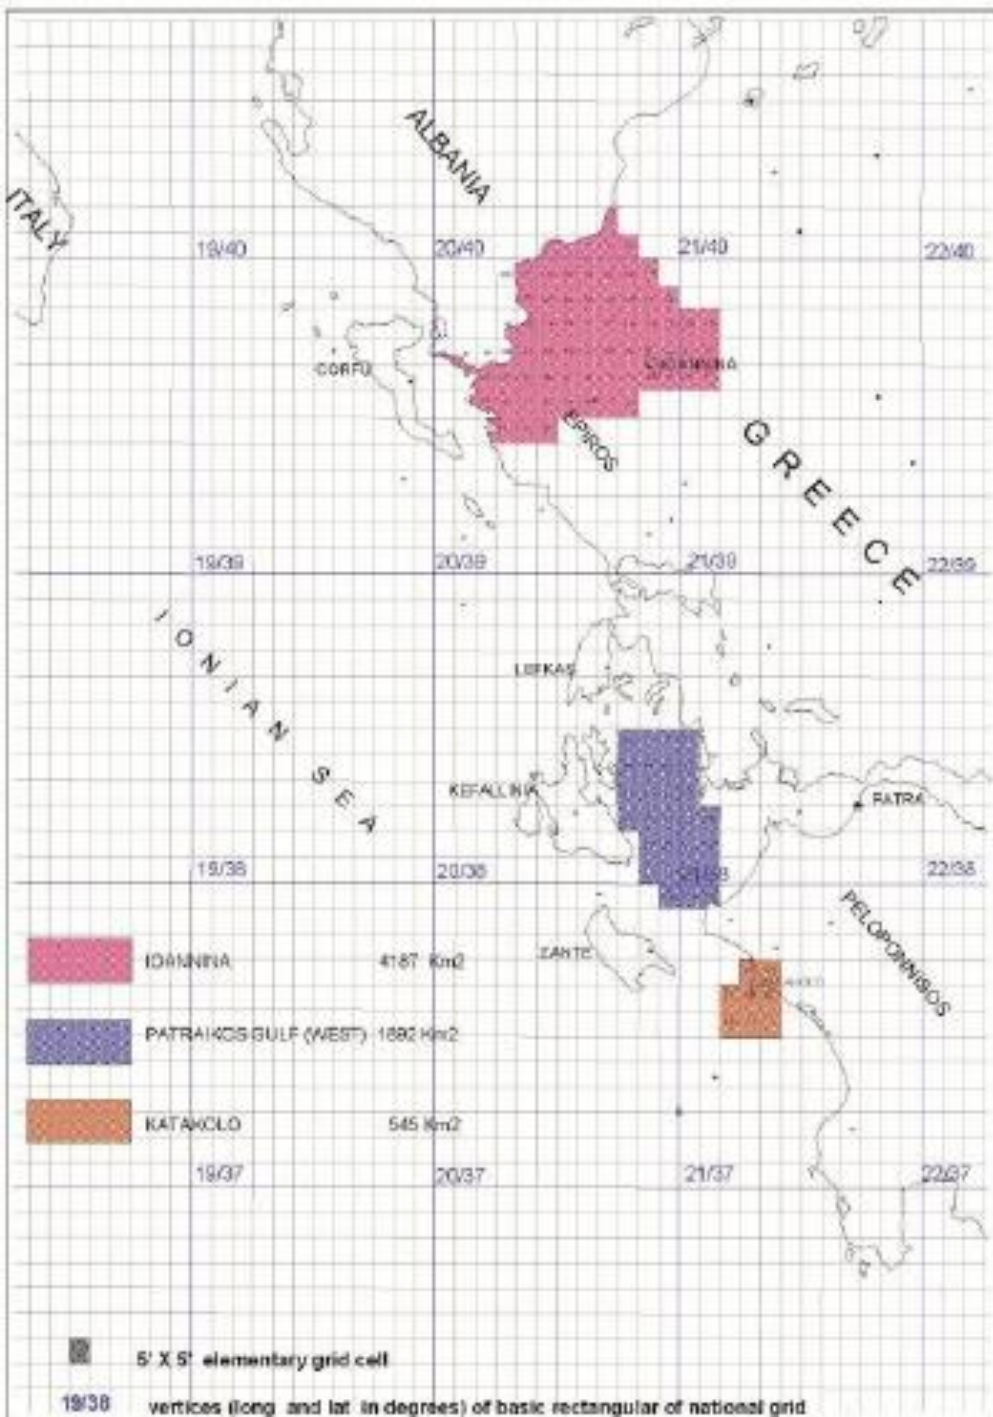 ALBANIA
ITALY
19/40
20/40
21/40
22/40
CORFU
IOANNINA
EPIROS
GREECE
19/39
20/39
21/39
22/39
IONIAN SEA
LEFKAS
KEFALLINIA
PATRA
19/38
20/38
21/38
22/38
PELOPONNISOS
ZANTE
IOANNINA 4187 Km2
PATRAIKOS GULF (WEST) 1892 Km2
KATAKOLO 545 Km2
19/37
20/37
21/37
22/37
5' X 5' elementary grid cell
19/38 vertices (long and lat in degrees) of basic rectangular of national grid